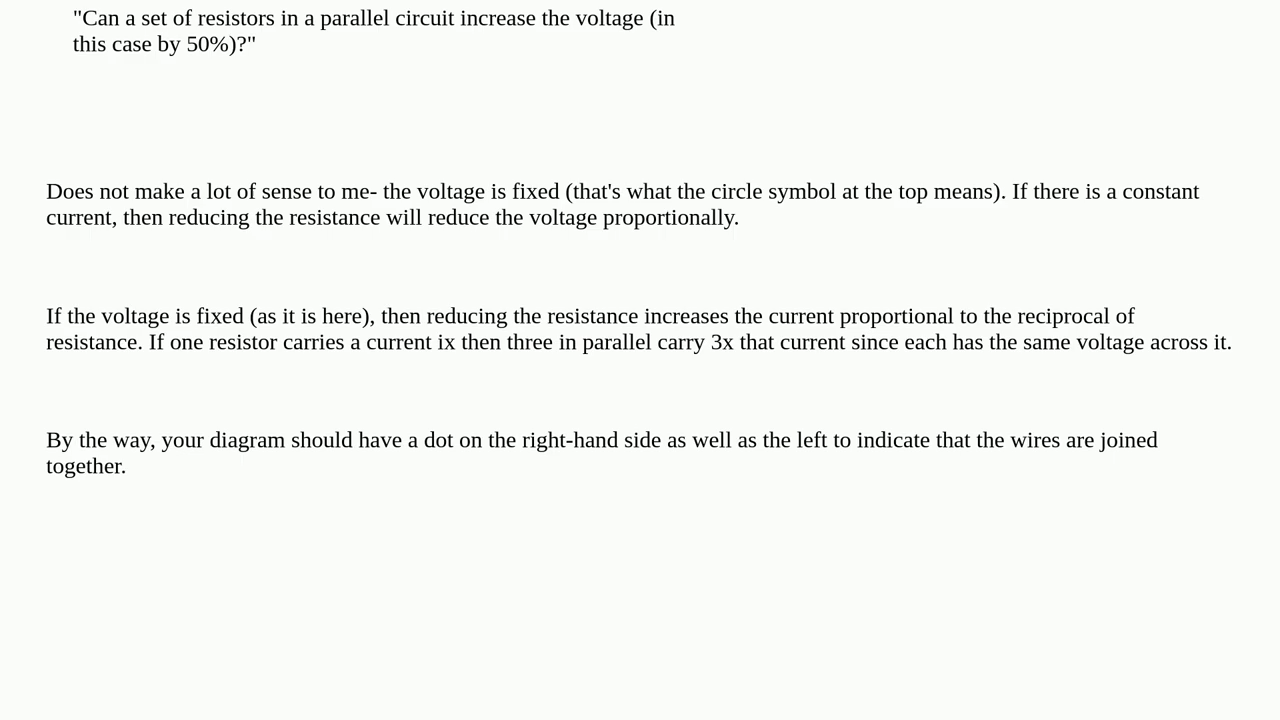 "Can a set of resistors in a parallel circuit increase the voltage (in
this case by 50%)?"
Does not make a lot of sense to me- the voltage is fixed (that's what the circle symbol at the top means). If there is a constant
current, then reducing the resistance will reduce the voltage proportionally.
If the voltage is fixed (as it is here), then reducing the resistance increases the current proportional to the reciprocal of
resistance. If one resistor carries a current ix then three in parallel carry 3x that current since each has the same voltage across it.
By the way, your diagram should have a dot on the right-hand side as well as the left to indicate that the wires are joined
together.